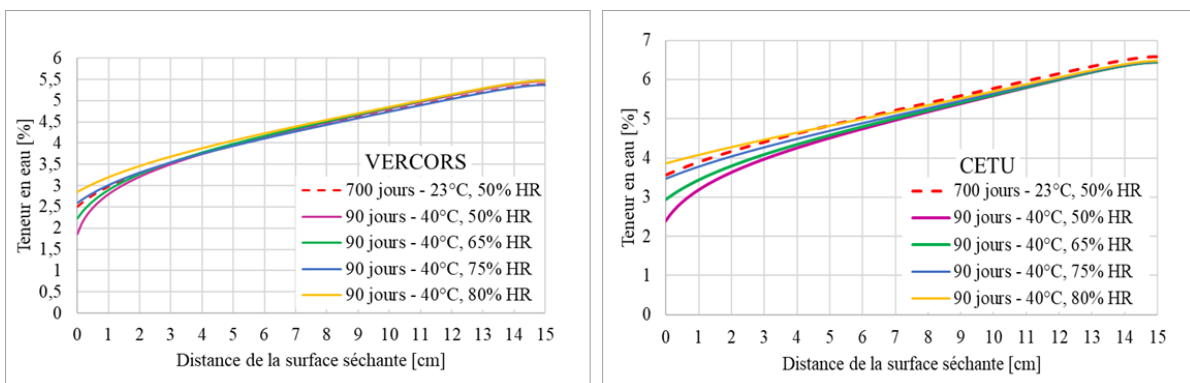 Teneur en eau [%]
6
5,5
5
4,5
4
3,5
3
2,5
2
1,5
1
0,5
0
VERCORS
700 jours - 23°C, 50% HR
90 jours - 40°C, 50% HR
90 jours - 40°C, 65% HR
90 jours - 40°C, 75% HR
90 jours - 40°C, 80% HR
0 1 2 3 4 5 6 7 8 9 10 11 12 13 14 15
Distance de la surface séchante [cm]
Teneur en eau [%]
7
6
5
4
3
2
1
0
CETU
700 jours - 23°C, 50% HR
90 jours - 40°C, 50% HR
90 jours - 40°C, 65% HR
90 jours - 40°C, 75% HR
90 jours - 40°C, 80% HR
0 1 2 3 4 5 6 7 8 9 10 11 12 13 14 15
Distance de la surface séchante [cm]